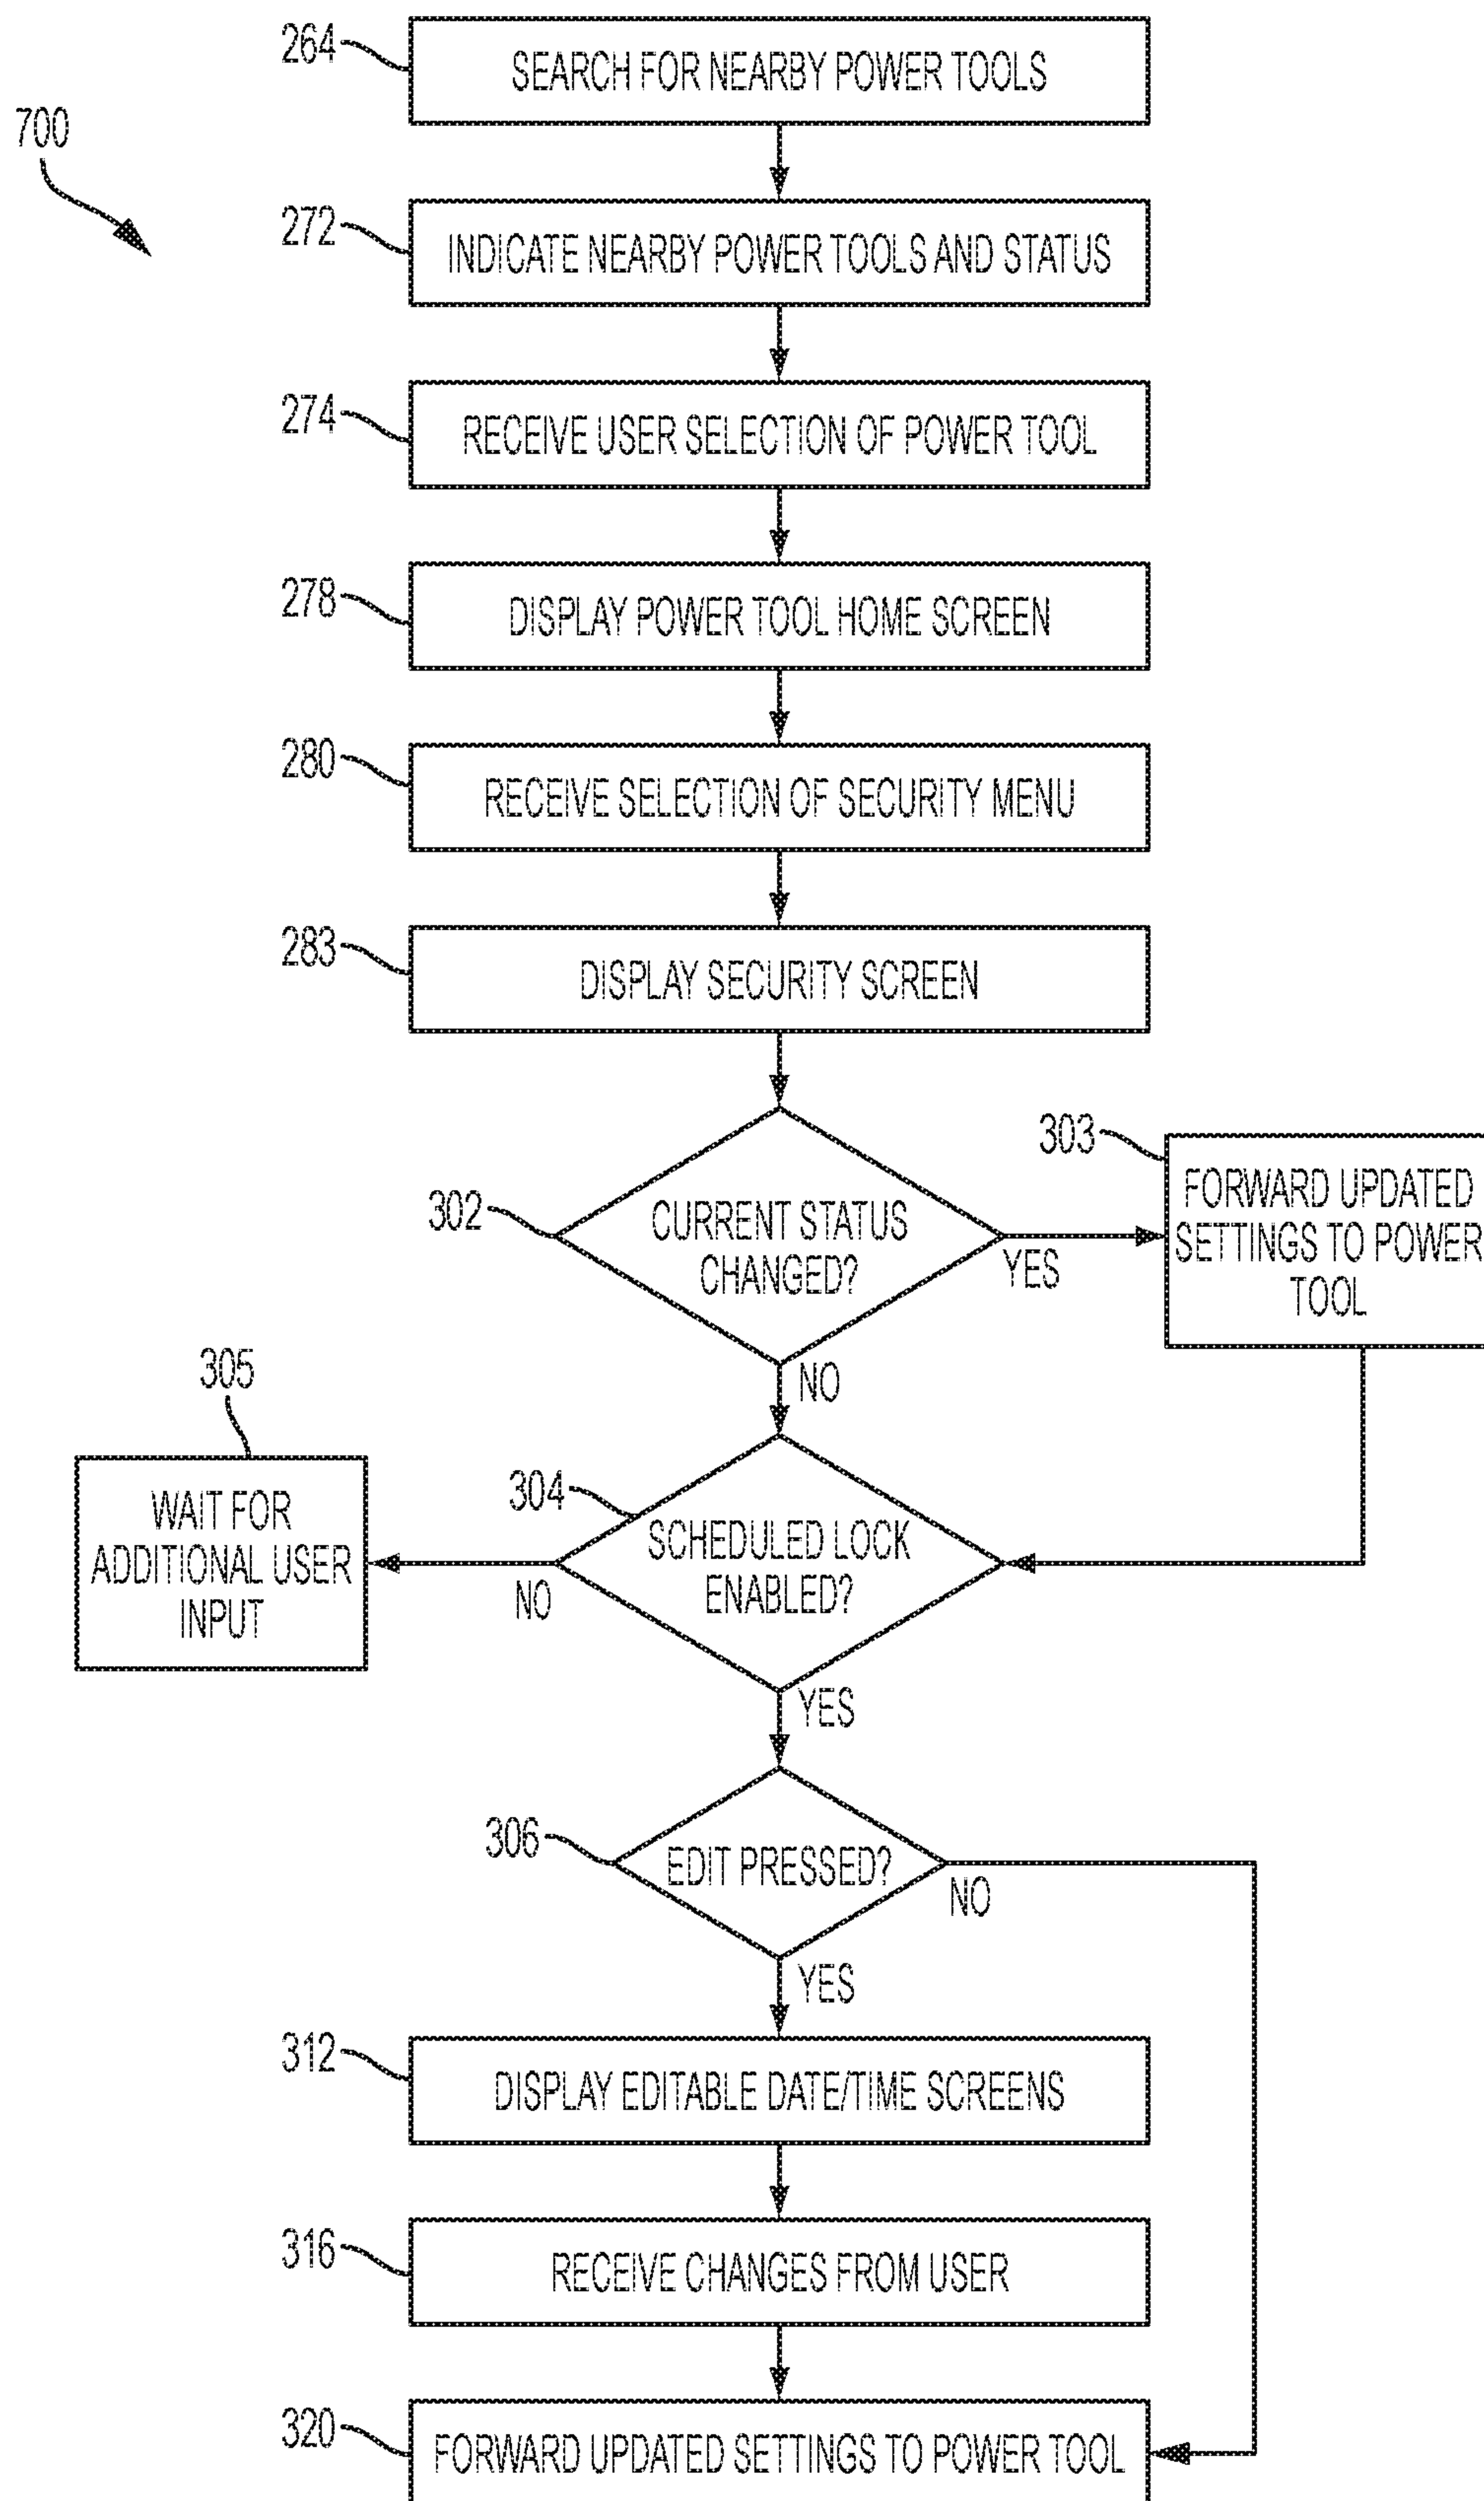 264
SEARCH FOR NEARBY POWER TOOLS
700
272
INDICATE NEARBY POWER TOOLS AND STATUS
274
RECEIVE USER SELECTION OF POWER TOOL
278
DISPLAY POWER TOOL HOME SCREEN
280
RECEIVE SELECTION OF SECURITY MENU
283
DISPLAY SECURITY SCREEN
302
CURRENT STATUS
CHANGED?
YES
303
FORWARD UPDATED
SETTINGS TO POWER
TOOL
NO
305
WAIT FOR
ADDITIONAL USER
INPUT
304
SCHEDULED LOCK
ENABLED?
NO
YES
306
EDIT PRESSED?
NO
YES
312
DISPLAY EDITABLE DATE/TIME SCREENS
316
RECEIVE CHANGES FROM USER
320
FORWARD UPDATED SETTINGS TO POWER TOOL